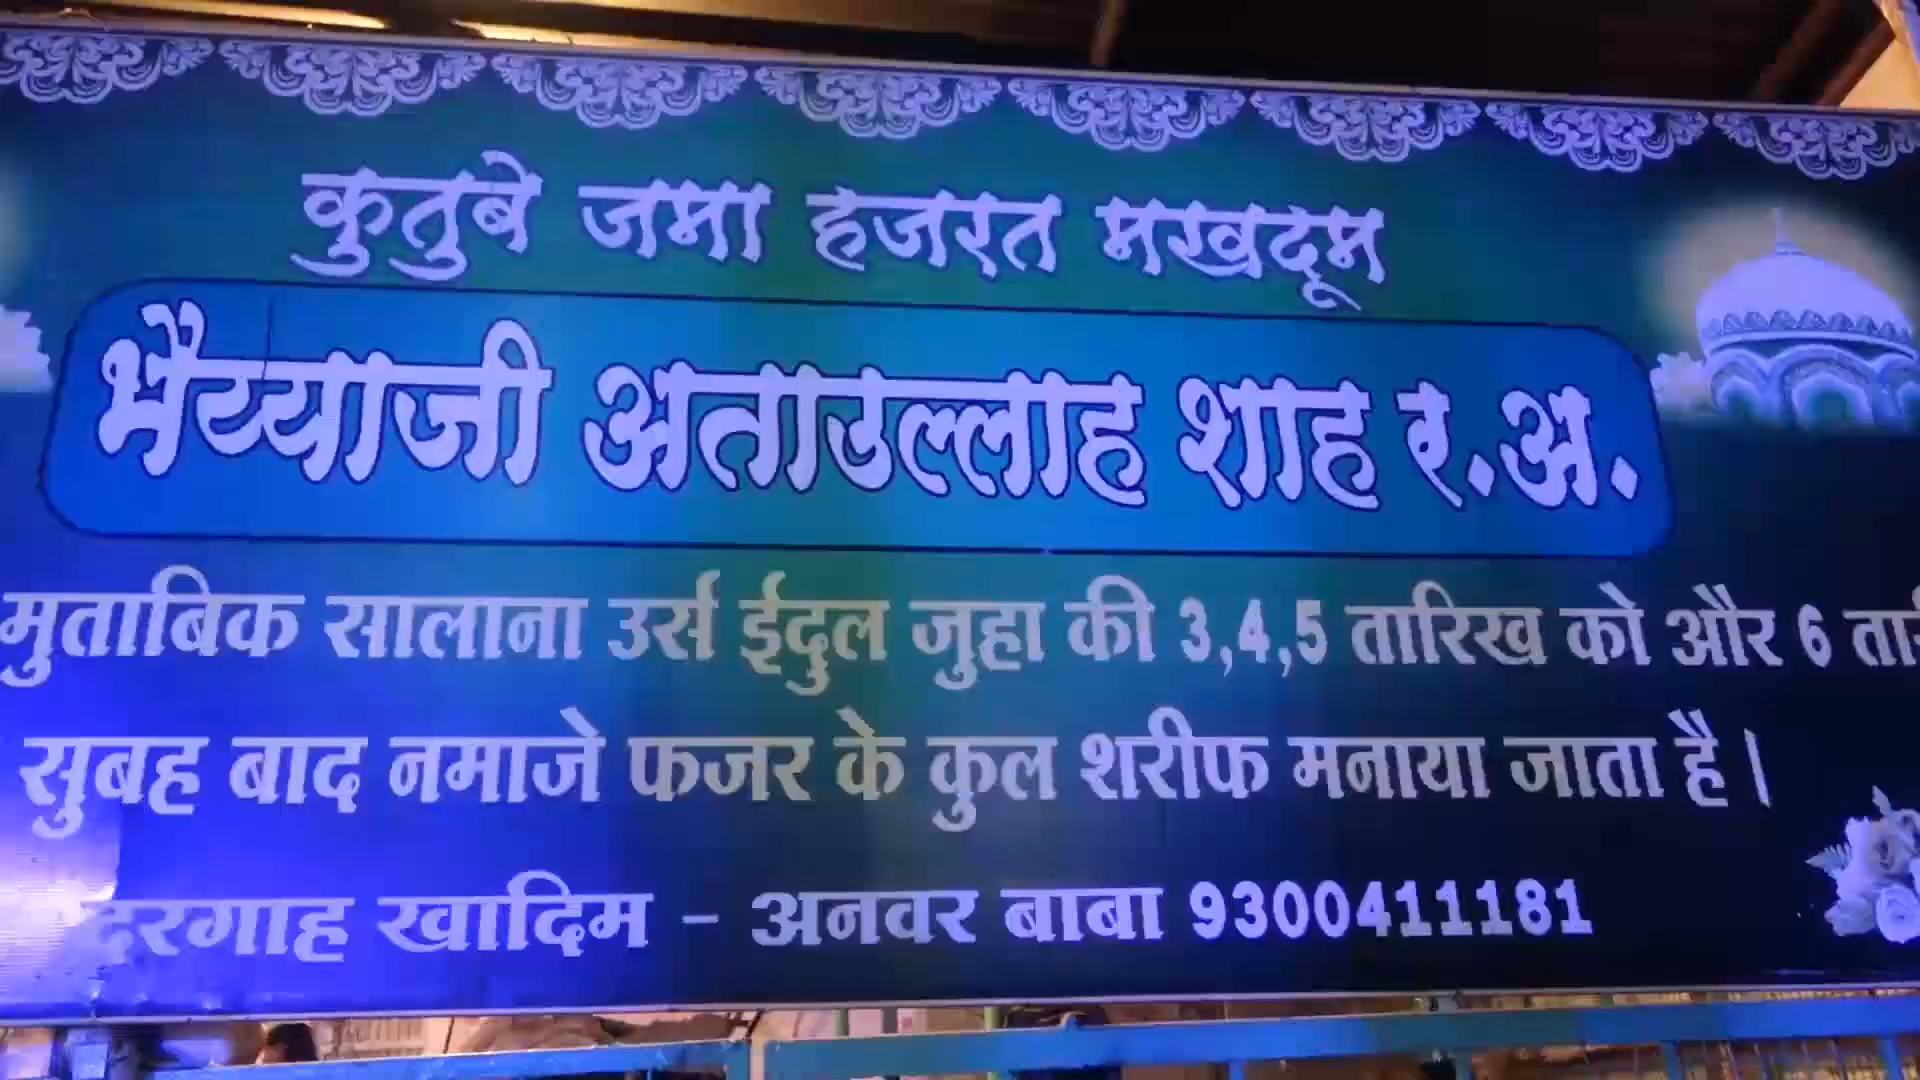 कुतुबे जमा हजरत मखदूम
भैय्याजी अताउल्लाह शाह र.अ.
मुताबिक सालाना उर्स ईदुल जुहा की 3,4,5 तारिख को और 6
सुबह बाद नमाजे फजर के कुल शरीफ मनाया जाता है।
दरगाह खादिम - अनवर बाबा 9300411181